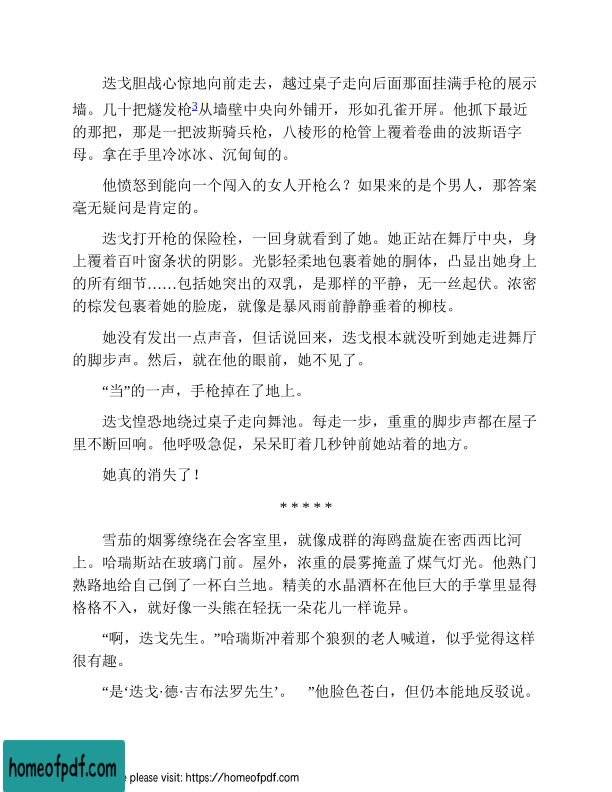 迭戈胆战心惊地向前走去，越过桌子走向后面那面挂满手枪的展示
墙。几十把燧发枪3从墙壁中央向外铺开，形如孔雀开屏。他抓下最近
的那把，那是一把波斯骑兵枪，八棱形的枪管上覆着卷曲的波斯语字
母。拿在手里冷冰冰、沉甸甸的。
他愤怒到能向一个闯入的女人开枪么？如果来的是个男人，那答案
毫无疑问是肯定的。
迭戈打开枪的保险栓，一回身就看到了她。她正站在舞厅中央，身
上覆着百叶窗条状的阴影。光影轻柔地包裹着她的胴体，凸显出她身上
的所有细节……包括她突出的双乳，是那样的平静，无一丝起伏。浓密
的棕发包裹着她的脸庞，就像是暴风雨前静静垂着的柳枝。
她没有发出一点声音，但话说回来，迭戈根本就没听到她走进舞厅
的脚步声。然后，就在他的眼前，她不见了。
“当”的一声，手枪掉在了地上。
迭戈惶恐地绕过桌子走向舞池。每走一步，重重的脚步声都在屋子
里不断回响。他呼吸急促，呆呆盯着几秒钟前她站着的地方。
她真的消失了！
* * * * *
雪茄的烟雾缭绕在会客室里，就像成群的海鸥盘旋在密西西比河
上。哈瑞斯站在玻璃门前。屋外，浓重的晨雾掩盖了煤气灯光。他熟门
熟路地给自己倒了一杯白兰地。精美的水晶酒杯在他巨大的手掌里显得
格格不入，就好像一头熊在轻抚一朵花儿一样诡异。
“啊，迭戈先生。”哈瑞斯冲着那个狼狈的老人喊道，似乎觉得这样
很有趣。
“是‘迭戈·德·吉布法罗先生’。　”他脸色苍白，但仍本能地反驳说。
homeofpdf.com
e please visit: https://homeofpdf.com